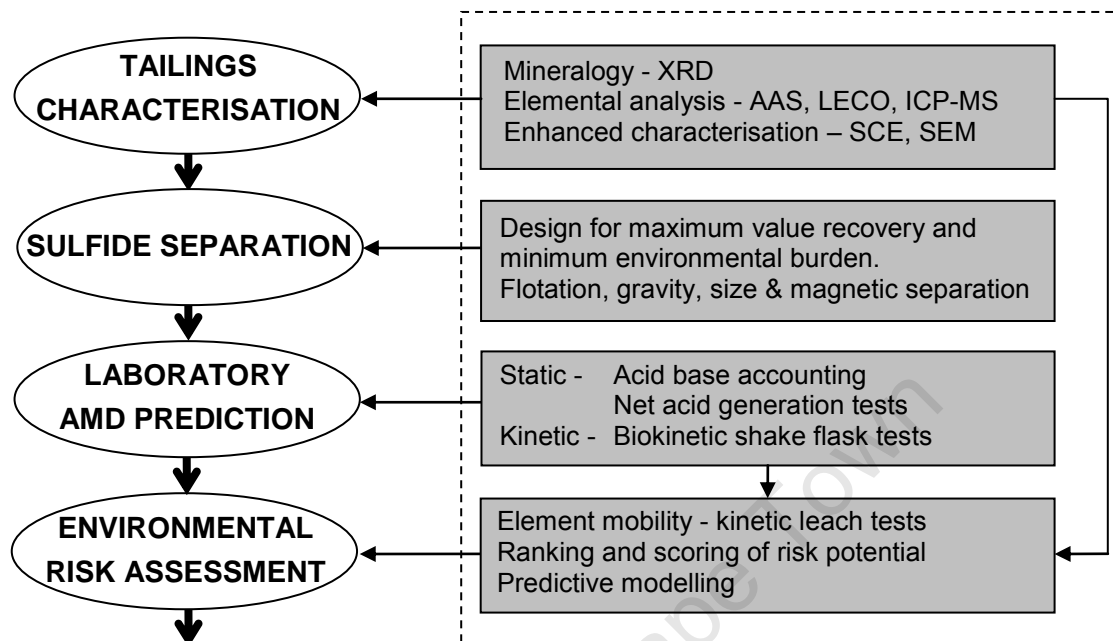 TAILINGS
CHARACTERISATION
Mineralogy - XRD
Elemental analysis - AAS, LECO, ICP-MS
Enhanced characterisation – SCE, SEM
SULFIDE SEPARATION
Design for maximum value recovery and
minimum environmental burden.
Flotation, gravity, size & magnetic separation
LABORATORY
AMD PREDICTION
Static - Acid base accounting
Net acid generation tests
Kinetic - Biokinetic shake flask tests
ENVIRONMENTAL
RISK ASSESSMENT
Element mobility - kinetic leach tests
Ranking and scoring of risk potential
Predictive modelling
Town